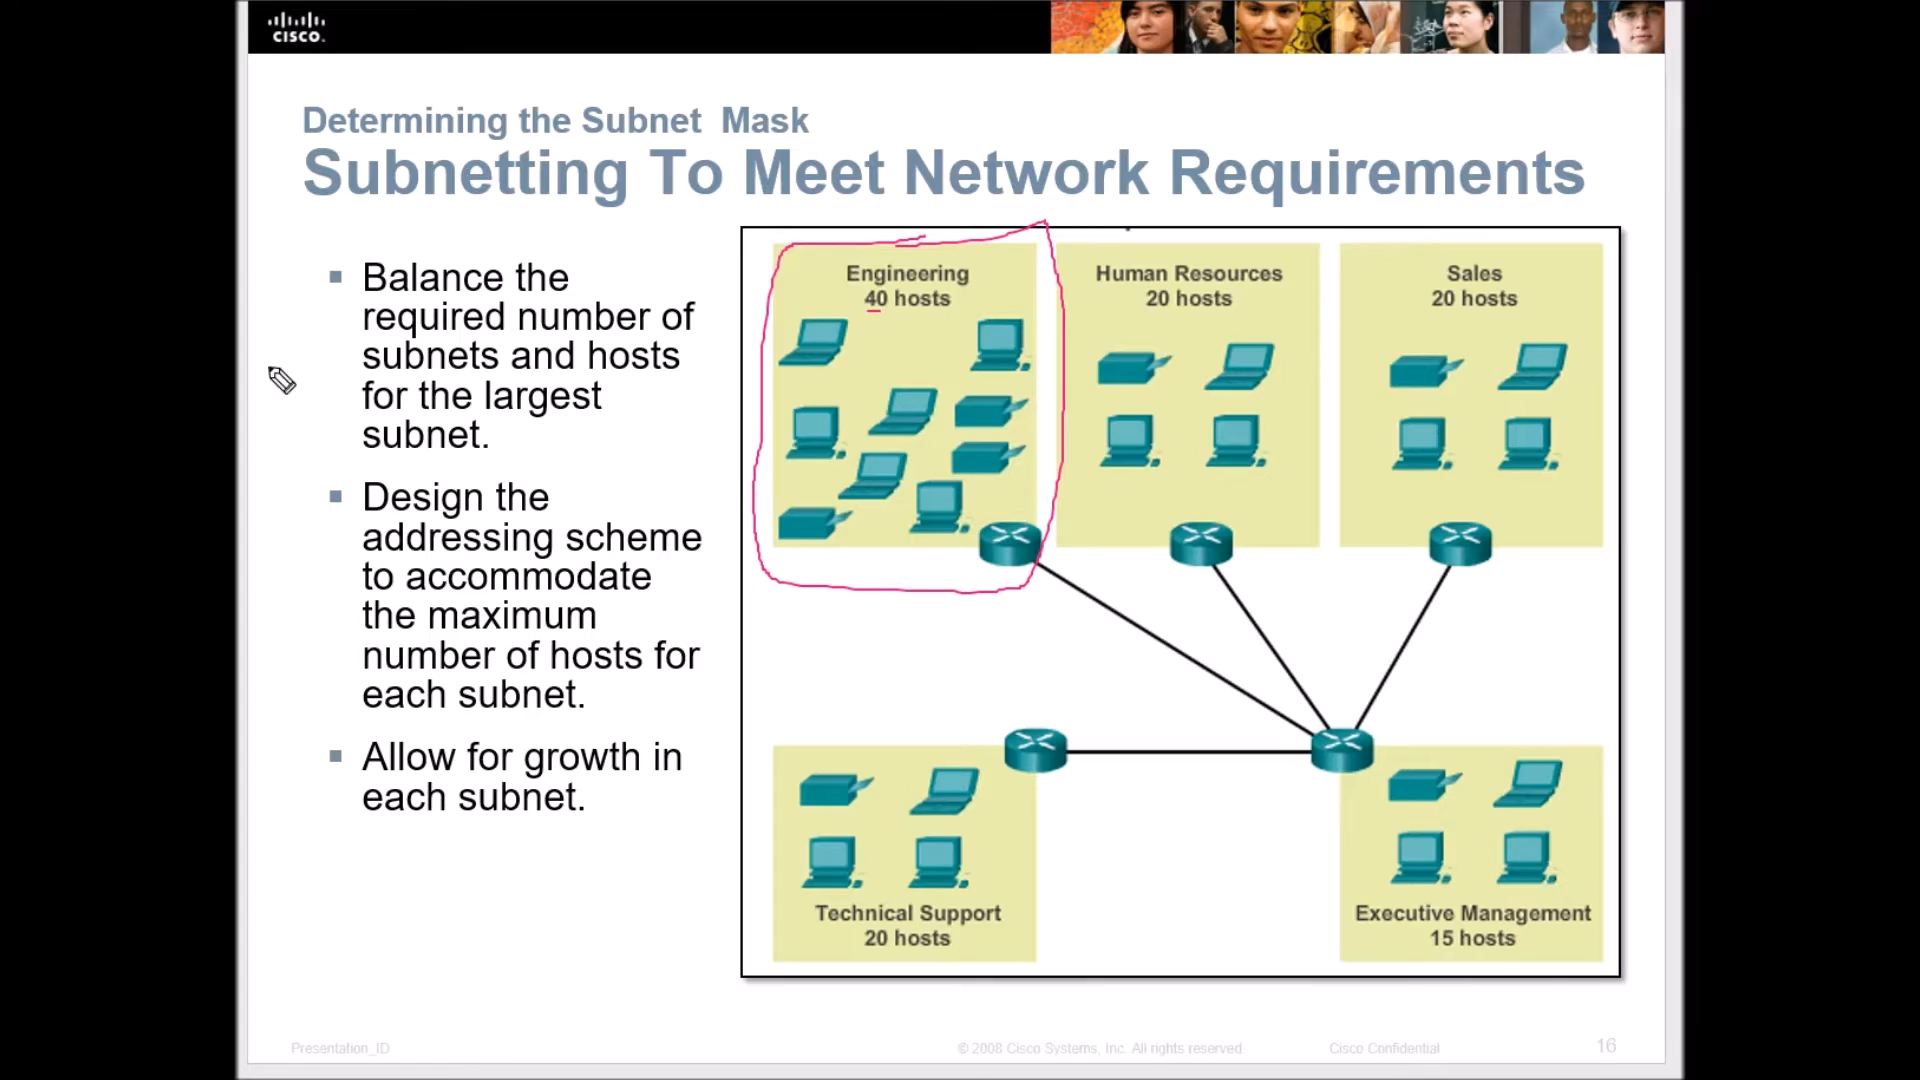 CISCO.
Determining the Subnet Mask
Subnetting To Meet Network Requirements
Balance the
required number of
subnets and hosts
for the largest
subnet.
Design the
addressing scheme
to accommodate
the maximum
number of hosts for
each subnet.
Allow for growth in
each subnet.
Engineering
40 hosts
Human Resources
20 hosts
Sales
20 hosts
Technical Support
20 hosts
Executive Management
15 hosts
Presentation_ID
© 2008 Cisco Systems, Inc. All rights reserved.
Cisco Confidential
16